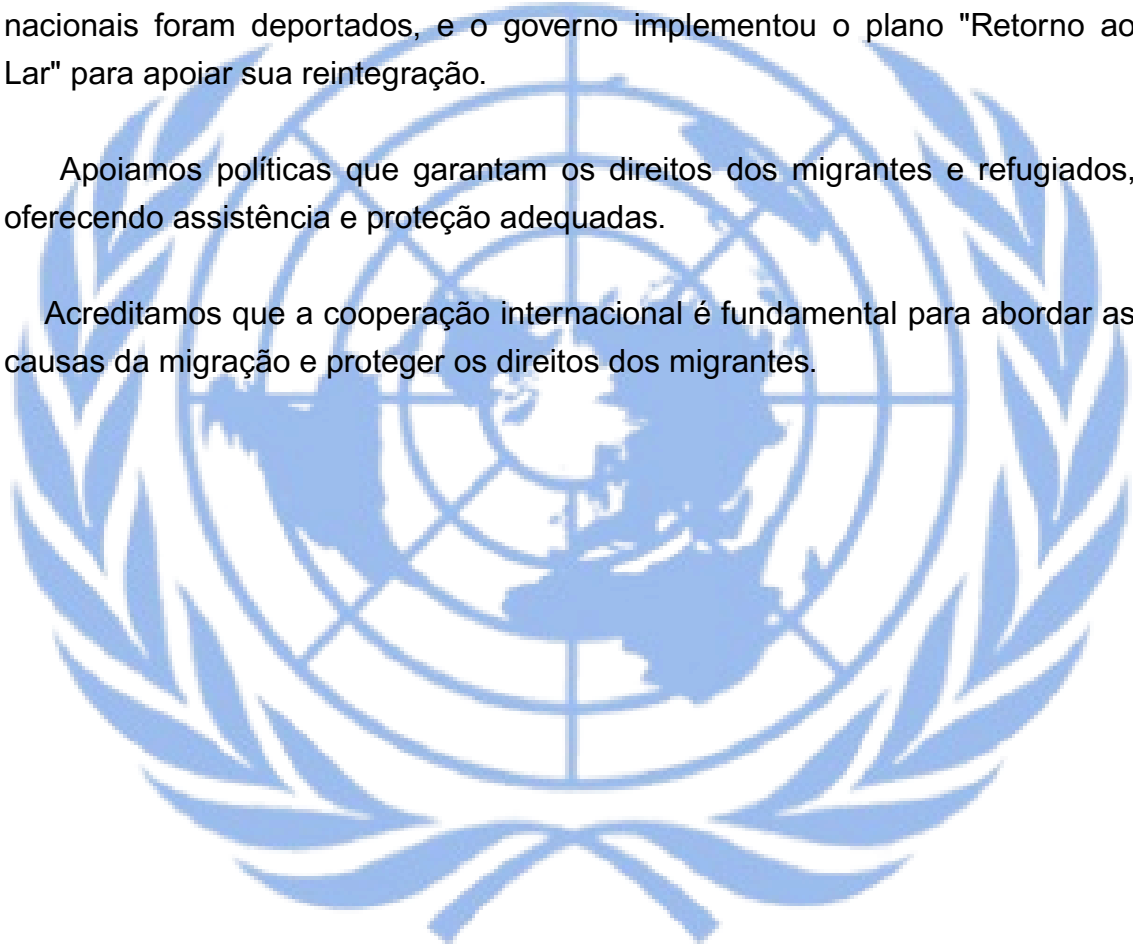 nacionais foram deportados, e o governo implementou o plano "Retorno ao
Lar" para apoiar sua reintegração.
Apoiamos políticas que garantam os direitos dos migrantes e refugiados,
oferecendo assistência e proteção adequadas.
Acreditamos que a cooperação internacional é fundamental para abordar as
causas da migração e proteger os direitos dos migrantes.